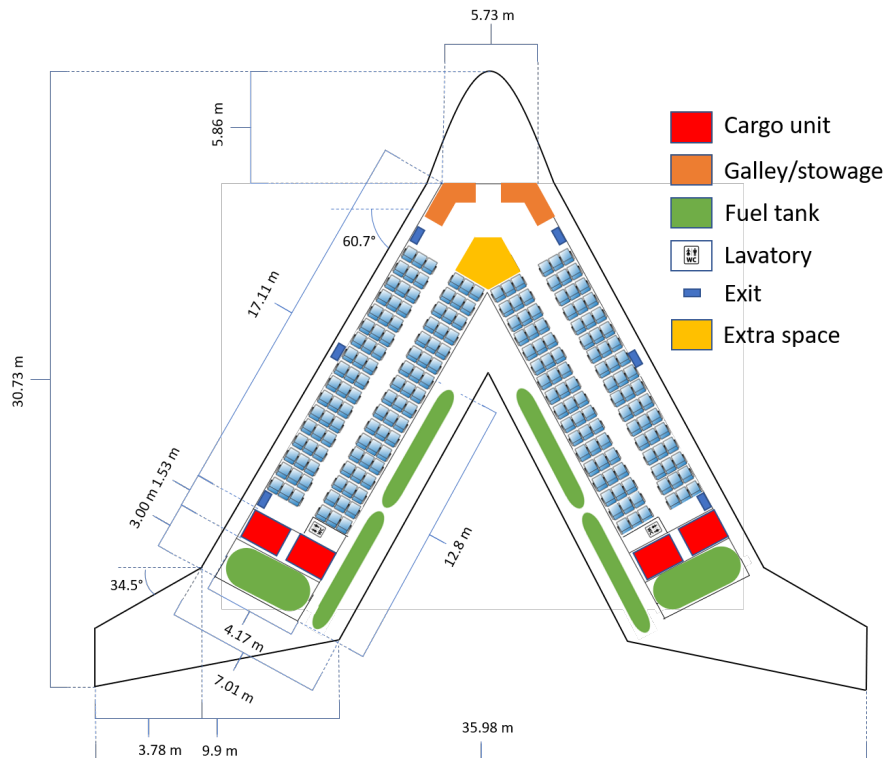 5.73 m
5.86 m
Cargo unit
Galley/stowage
Fuel tank
WC
Lavatory
Exit
Extra space
60.7°
17.11 m
30.73 m
1.53 m
3.00 m
12.8 m
34.5°
4.17 m
7.01 m
35.98 m
3.78 m
9.9 m